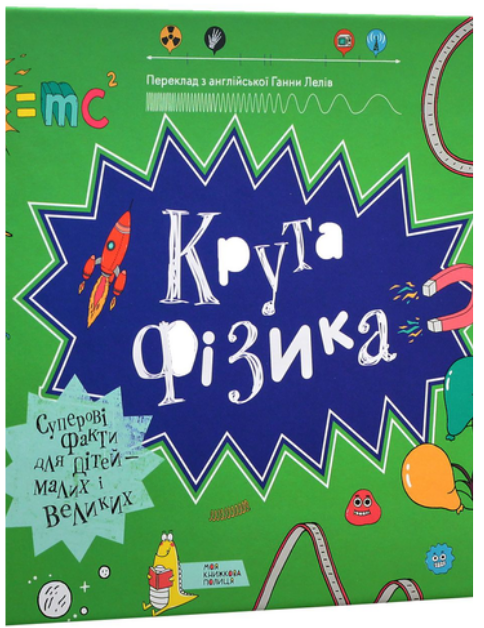 =mc²
Переклад з англійської Ганни Лелів
Крута
фізика
Суперові
факти
для дітей—
малих і
великих
МОЯ
КНИЖКОВА
ПОЛИЦЯ